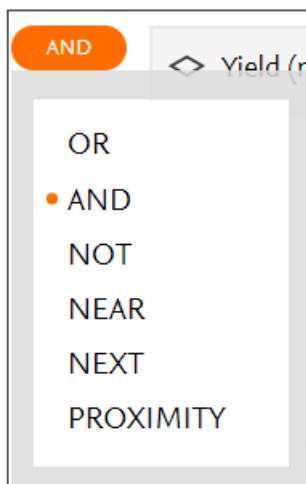 AND
Yield (
OR
AND
NOT
NEAR
NEXT
PROXIMITY